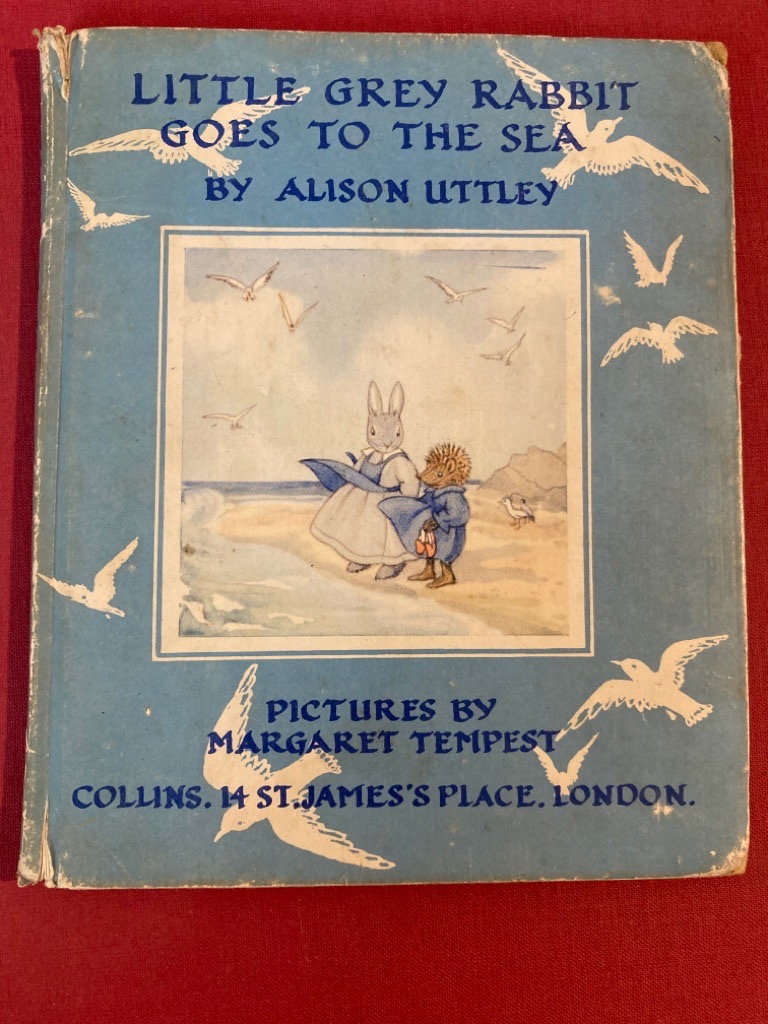 LITTLE GREY RABBIT
GOES TO THE SEA
BY ALISON UTTLEY
PICTURES BY
MARGARET TEMPEST
COLLINS. 14 ST. JAMES'S PLACE. LONDON.